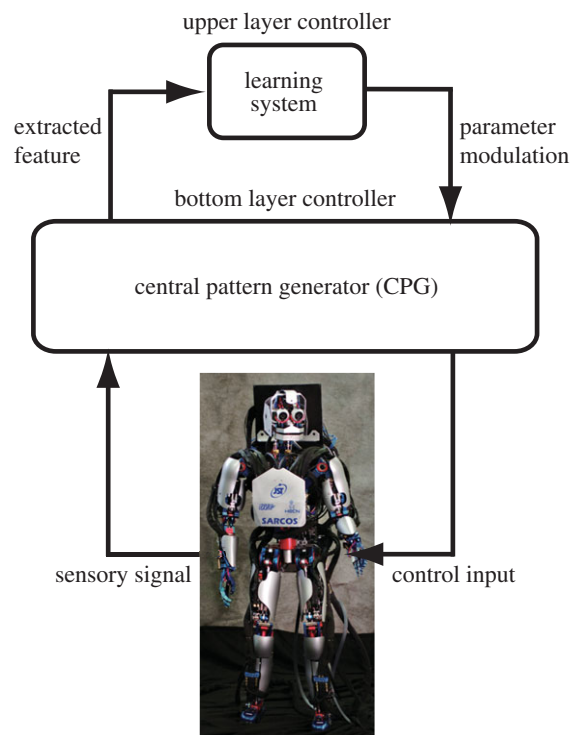 upper layer controller
learning
system
extracted
feature
parameter
modulation
bottom layer controller
central pattern generator (CPG)
SARCOS
sensory signal
control input